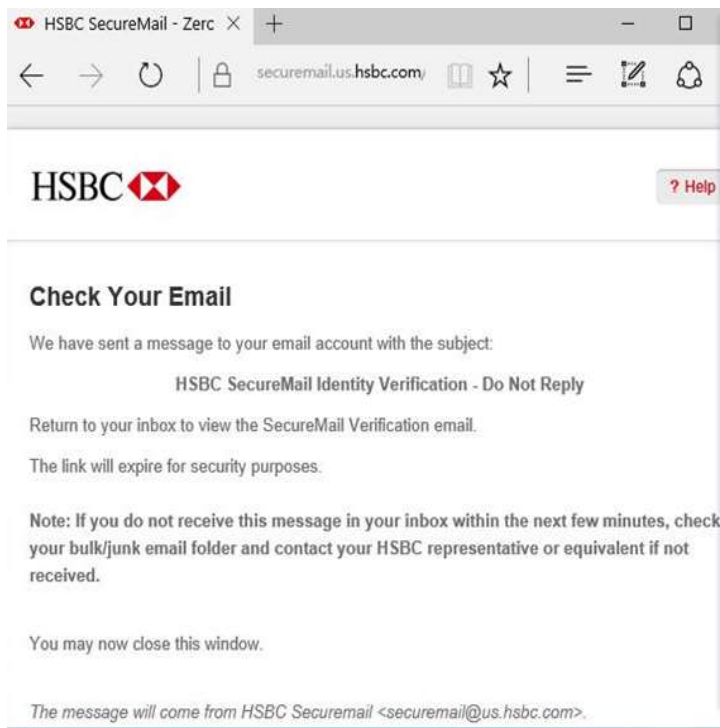 HSBC SecureMail - Zerc
securemail.us.hsbc.com/
HSBC
? Help
Check Your Email
We have sent a message to your email account with the subject:
HSBC SecureMail Identity Verification - Do Not Reply
Return to your inbox to view the SecureMail Verification email.
The link will expire for security purposes.
Note: If you do not receive this message in your inbox within the next few minutes, check
your bulk/junk email folder and contact your HSBC representative or equivalent if not
received.
You may now close this window.
The message will come from HSBC Securemail <securemail@us.hsbc.com>.